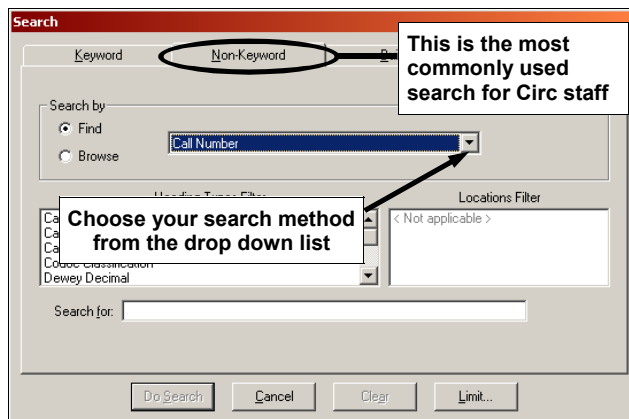 Search
Keyword
Non-Keyword
This is the most
commonly used
search for Circ staff
Search by
Find
Browse
Call Number
Choose your search method
from the drop down list
Locations Filter
< Not applicable >
Dewey Decimal
Search for:
Do Search
Cancel
Clear
Limit...